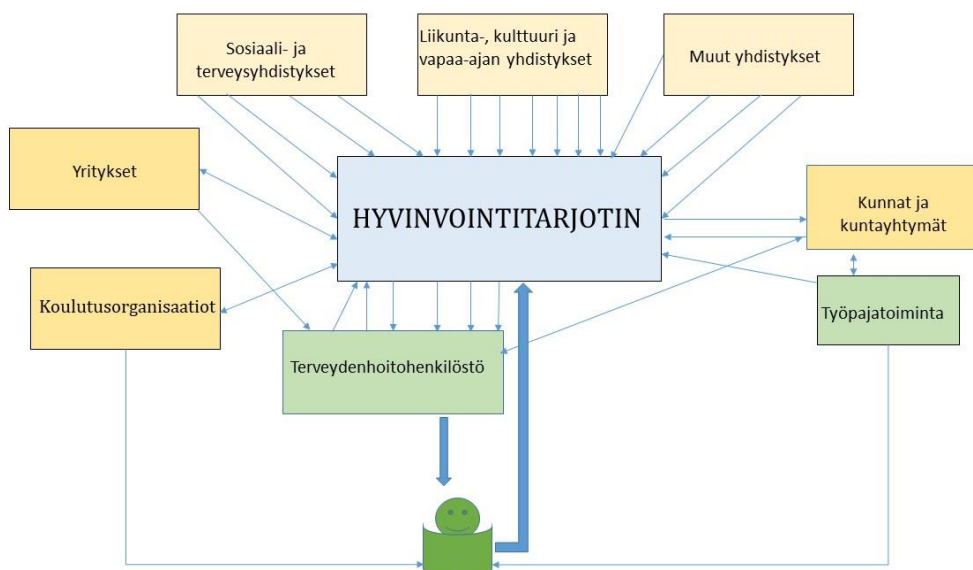 Sosiaali- ja
terveysyhdistykset
Liikunta-, kulttuuri ja
vapaa-ajan yhdistykset
Muut yhdistykset
Yritykset
HYVINVOINTITARJOTIN
Kunnat ja
kuntayhtymät
Koulutusorganisaatiot
Työpajatoiminta
Terveydenhoitohenkilöstö